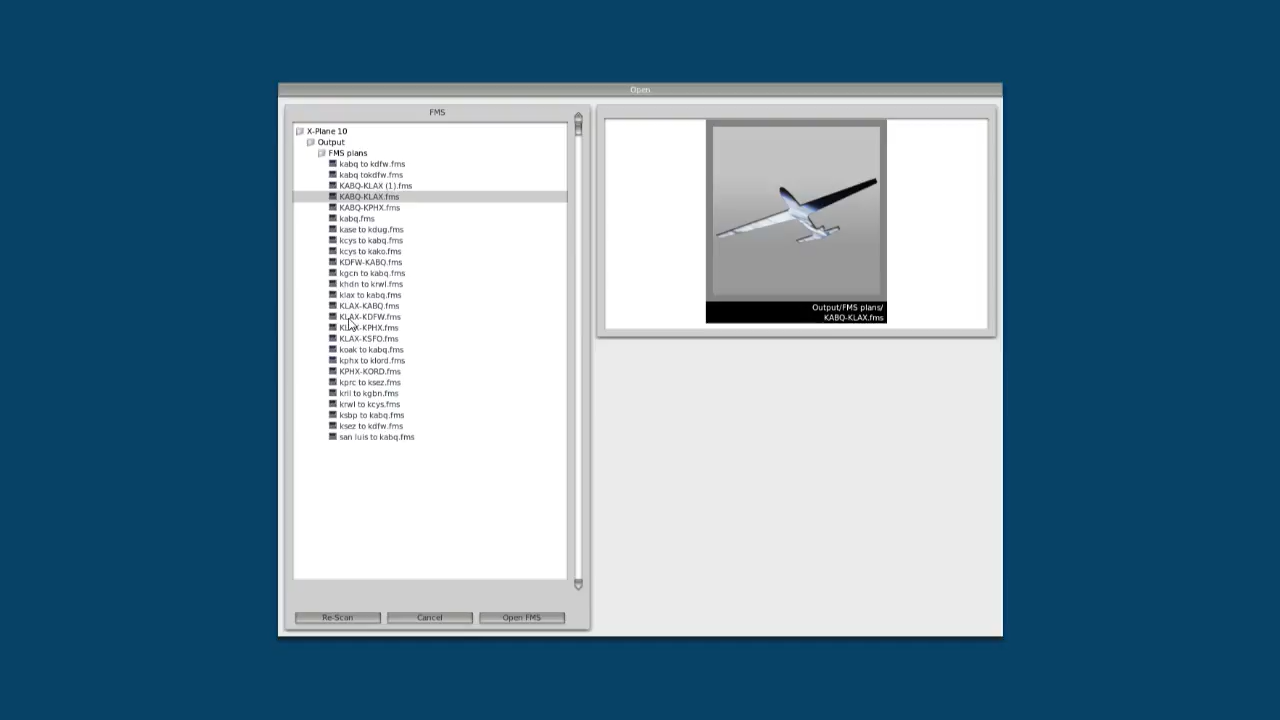 Open
FMS
X-Plane 10
Output
FMS plans
kabq to kdfw.fms
kabq tokdfw.fms
KABQ-KLAX (1).fms
KABQ-KLAX.fms
KABQ-KPHX.fms
kabq.fms
kase to kdug.fms
kcys to kabq.fms
kcys to kako.fms
KDFW-KABQ.fms
kgcn to kabq.fms
khdn to krwl.fms
klax to kabq.fms
KLAX-KABQ.fms
KLAX-KDFW.fms
KLAX-KPHX.fms
KLAX-KSFO.fms
koak to kabq.fms
kphx to klord.fms
KPHX-KORD.fms
kprc to ksez.fms
kril to kgbn.fms
krwl to kcys.fms
ksbp to kabq.fms
ksez to kdfw.fms
san luis to kabq.fms
Re-Scan Cancel Open FMS
Output/FMS plans/
KABQ-KLAX.fms